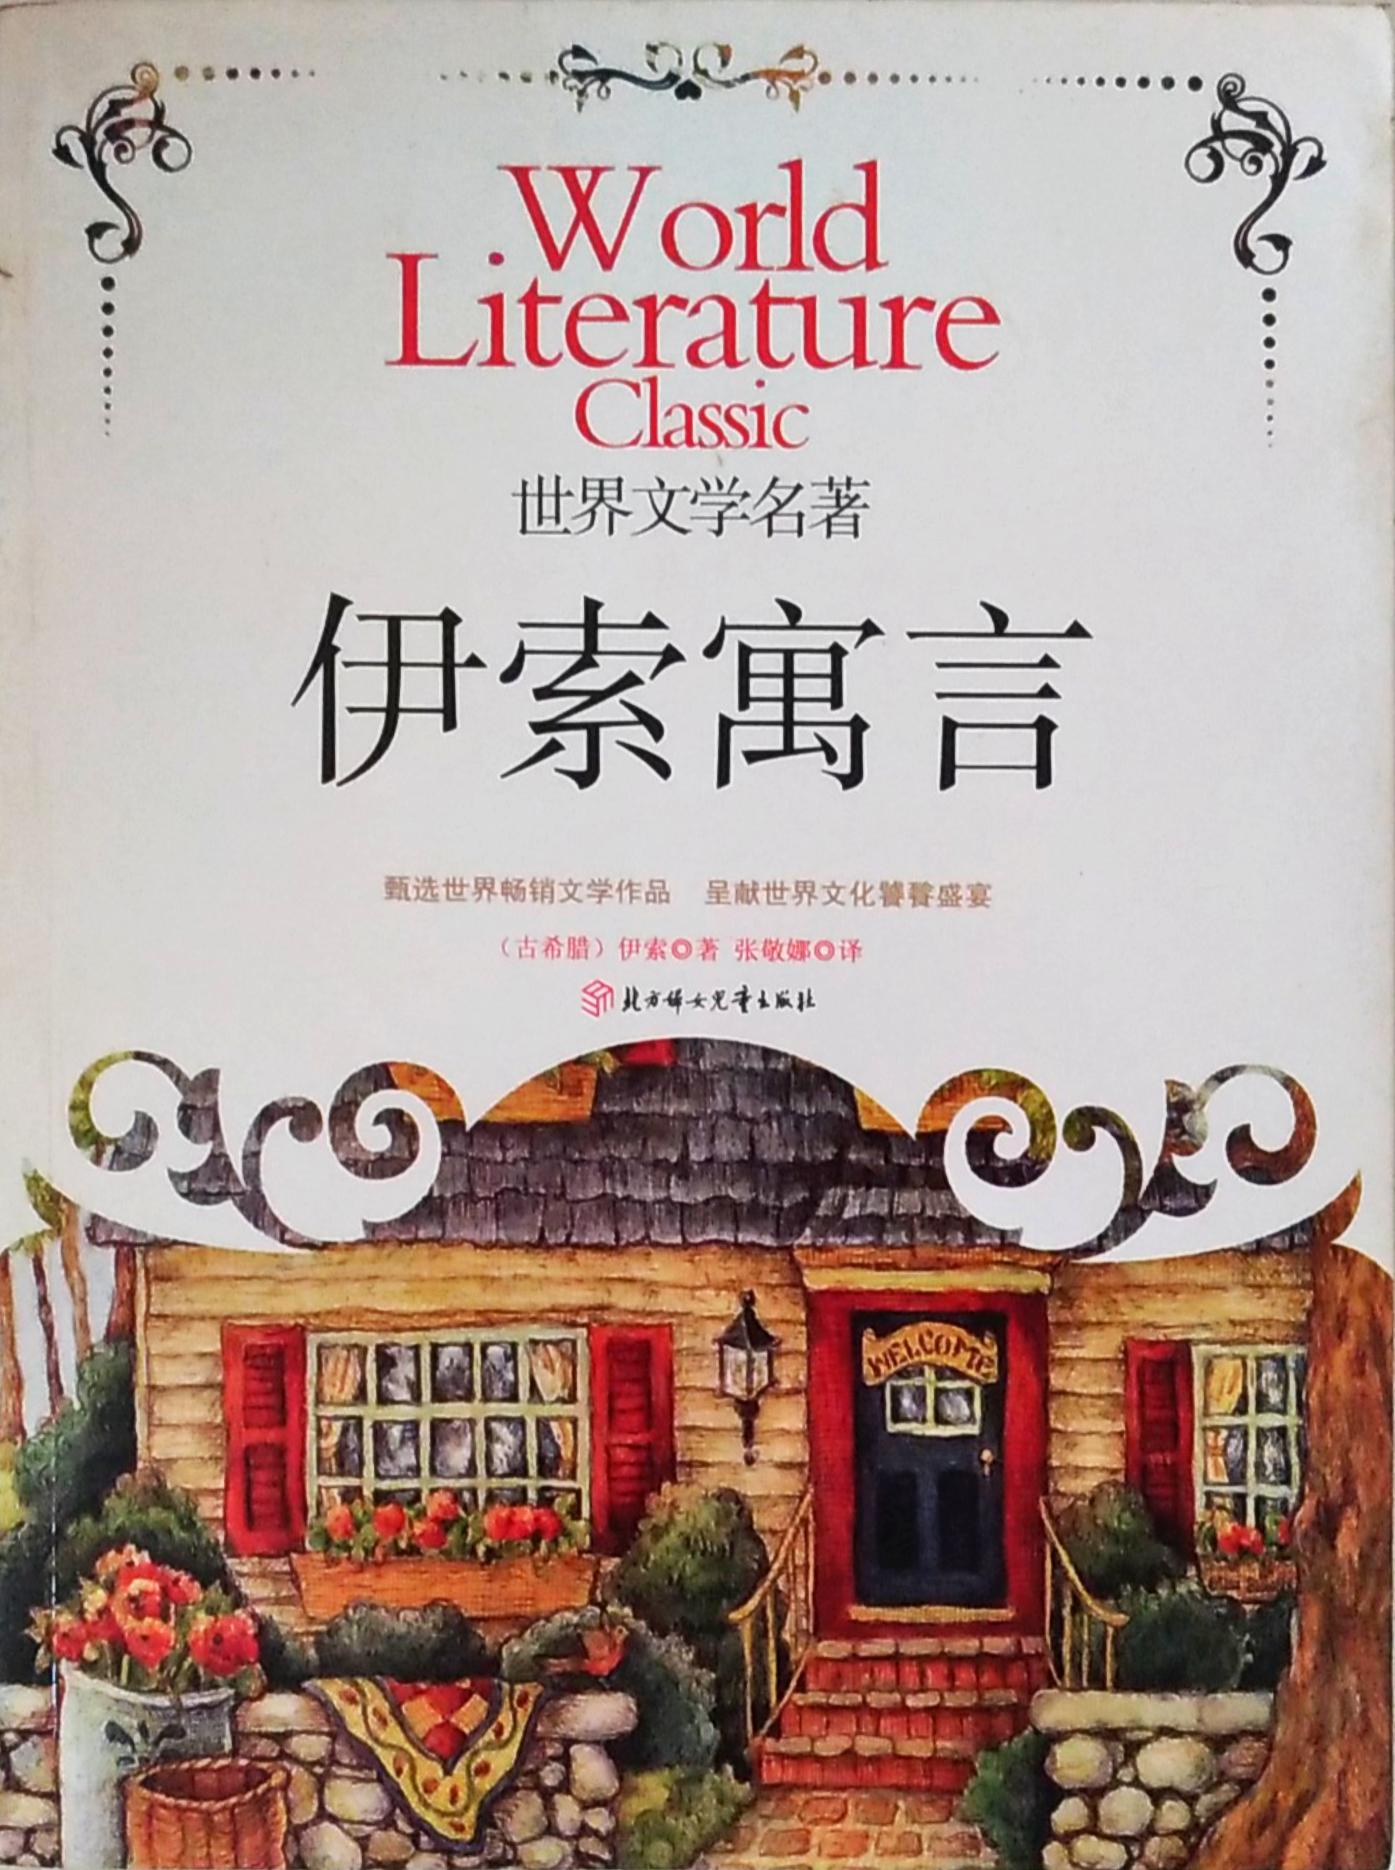 World
Literature
Classic
世界文学名著
伊索寓言
甄选世界畅销文学作品 呈献世界文化饕餮盛宴
（古希腊）伊索◎著 张敬娜◎译
北方妇女儿童出版社
WELCOME